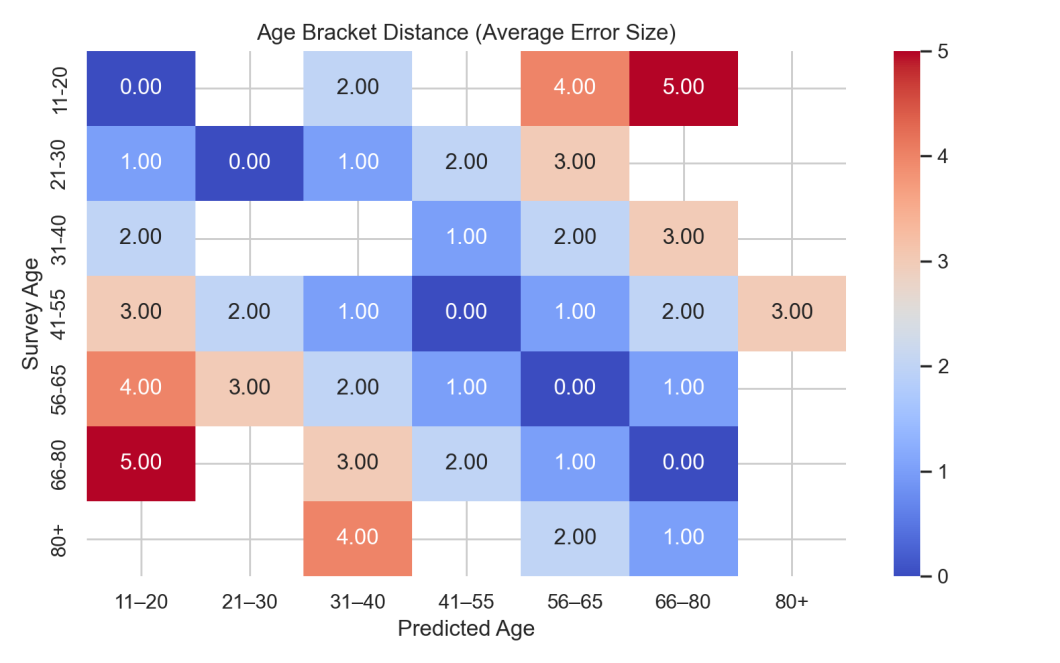 Age Bracket Distance (Average Error Size)
11-20 0.00 2.00 4.00 5.00
21-30 1.00 0.00 1.00 2.00 3.00
31-40 2.00 1.00 2.00 3.00
41-55 3.00 2.00 1.00 0.00 1.00 2.00 3.00
56-65 4.00 3.00 2.00 1.00 0.00 1.00
66-80 5.00 3.00 2.00 1.00 0.00
80+ 4.00 2.00 1.00
Survey Age
11–20 21–30 31–40 41–55 56–65 66–80 80+
Predicted Age
5
4
3
2
1
0